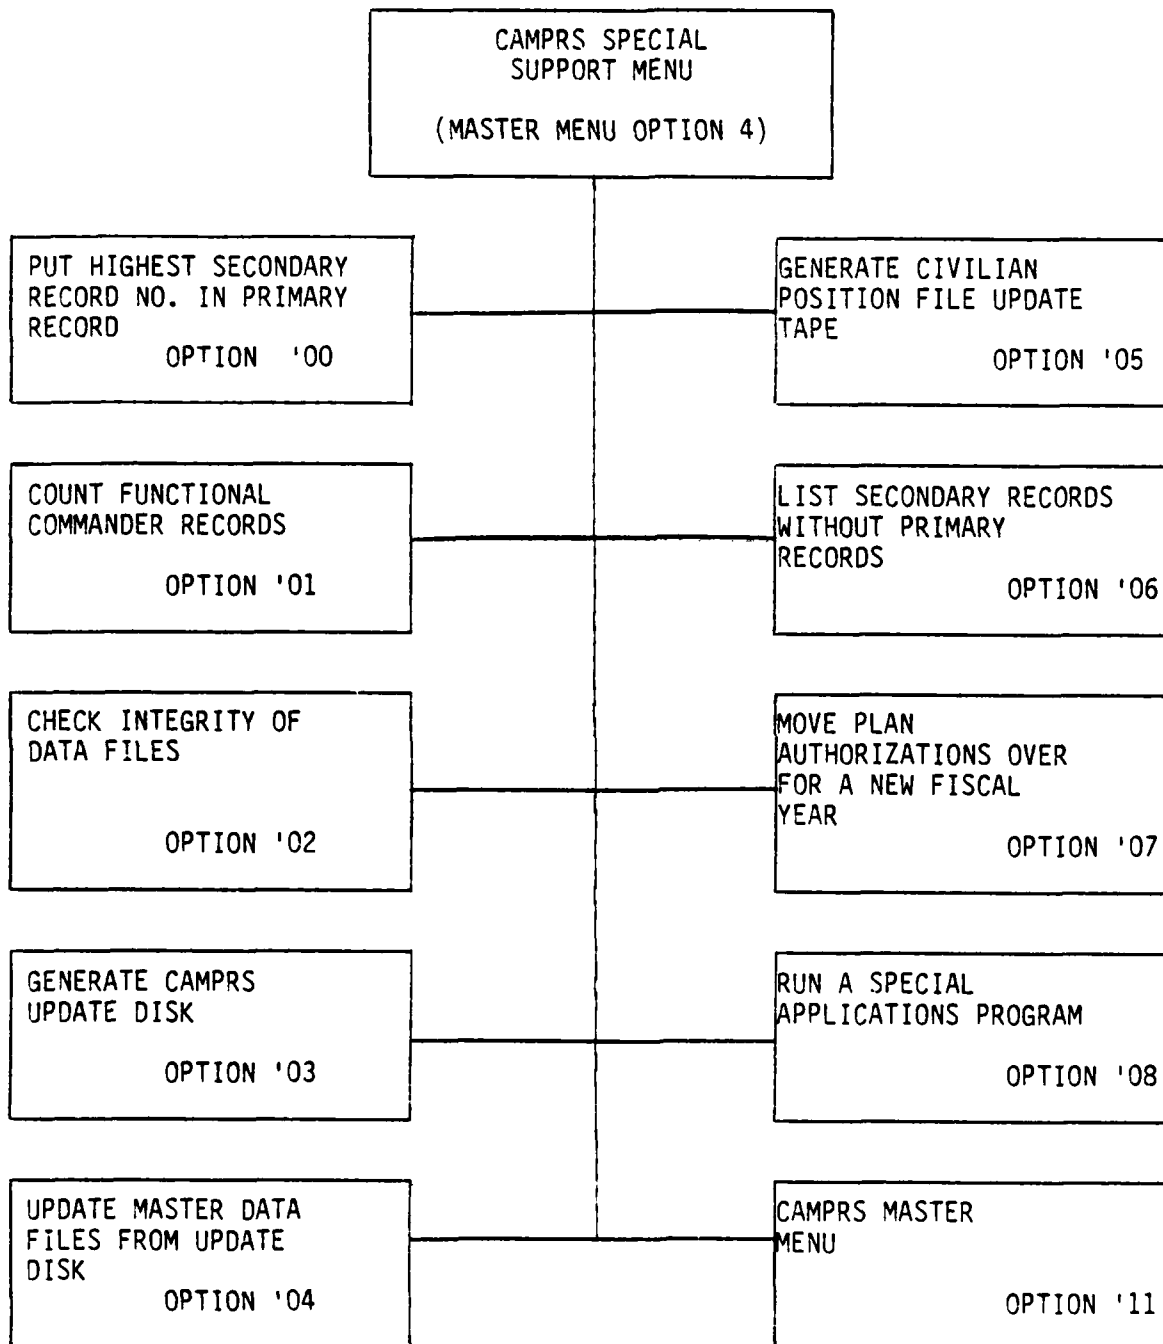 CAMPRS SPECIAL
SUPPORT MENU
(MASTER MENU OPTION 4)
PUT HIGHEST SECONDARY
RECORD NO. IN PRIMARY
RECORD
OPTION '00
COUNT FUNCTIONAL
COMMANDER RECORDS
OPTION '01
CHECK INTEGRITY OF
DATA FILES
OPTION '02
GENERATE CAMPRS
UPDATE DISK
OPTION '03
UPDATE MASTER DATA
FILES FROM UPDATE
DISK
OPTION '04
GENERATE CIVILIAN
POSITION FILE UPDATE
TAPE
OPTION '05
LIST SECONDARY RECORDS
WITHOUT PRIMARY
RECORDS
OPTION '06
MOVE PLAN
AUTHORIZATIONS OVER
FOR A NEW FISCAL
YEAR
OPTION '07
RUN A SPECIAL
APPLICATIONS PROGRAM
OPTION '08
CAMPRS MASTER
MENU
OPTION '11